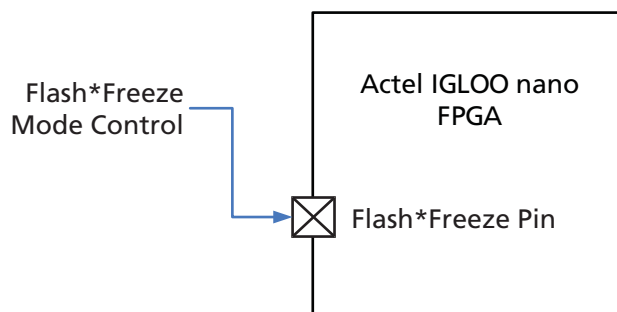 Flash*Freeze
Mode Control
Actel IGLOO nano
FPGA
Flash*Freeze Pin